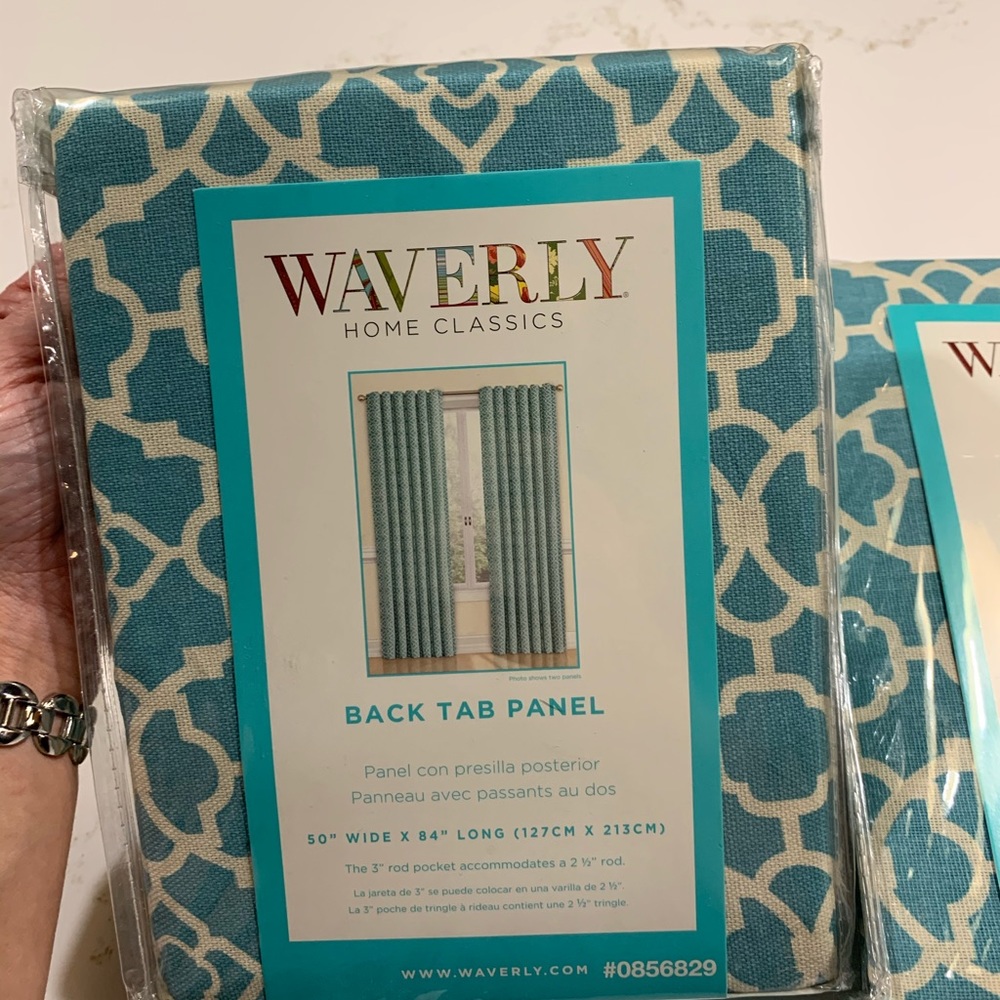 WAVERLY®
HOME CLASSICS
Photo shows two panels
BACK TAB PANEL
Panel con presilla posterior
Panneau avec passants au dos
50" WIDE X 84" LONG (127CM X 213CM)
The 3" rod pocket accommodates a 2 ½" rod.
La jareta de 3" se puede colocar en una varilla de 2 ½".
La 3" poche de tringle à rideau contient une 2 ½" tringle.
WWW.WAVERLY.COM #0856829
W